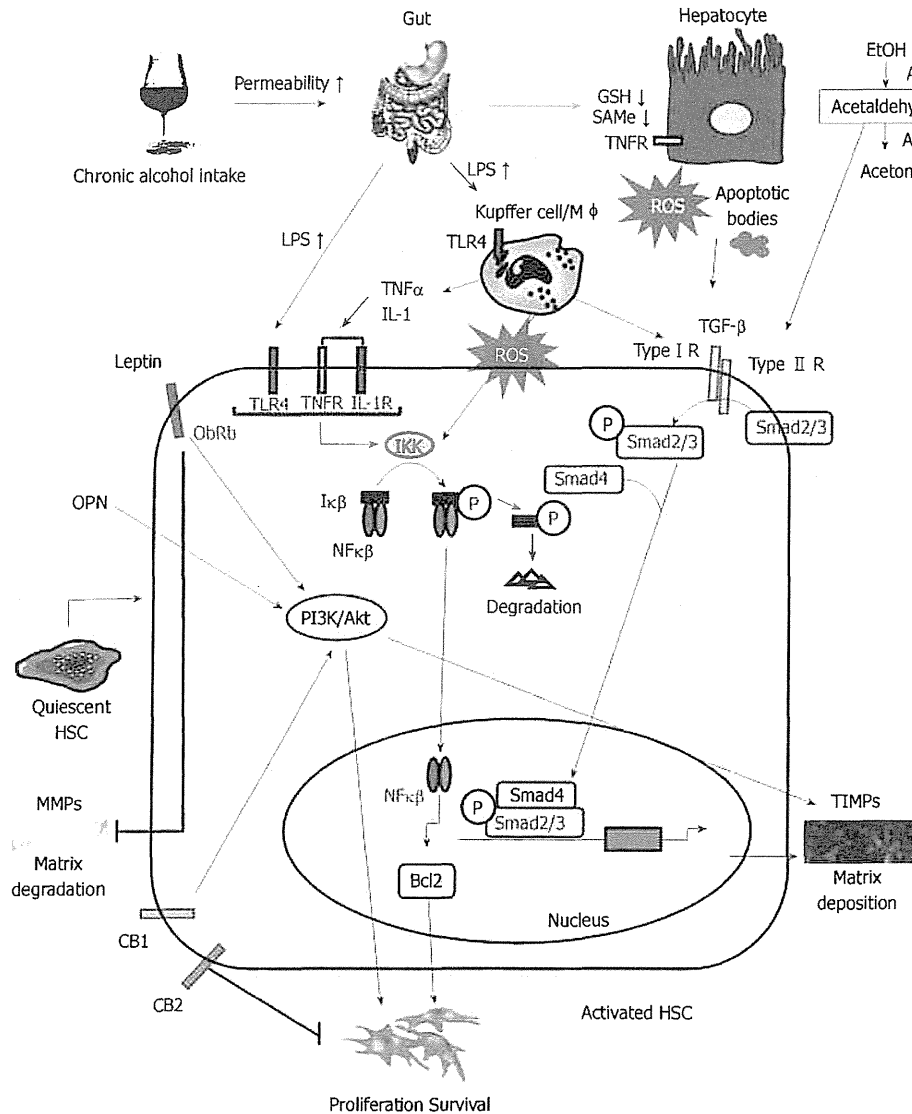 Gut
Hepatocyte
EtOH
Permeability ↑
GSH ↓
SAMe ↓
TNFR
Acetaldehy
A
A
Aceton
Chronic alcohol intake
LPS ↑
ROS
Apoptotic
bodies
Kupffer cell/M ϕ
TLR4
LPS ↑
TNFα
IL-1
TGF-β
Type I R
Type II R
ROS
Leptin
TLR4 TNFR IL-1R
ObRb
IKK
P
Smad2/3
Smad2/3
Smad4
Iκβ
P
P
NFκβ
OPN
Degradation
PI3K/Akt
Quiescent
HSC
NFκβ
P
Smad4
Smad2/3
MMPs
TIMPs
Matrix
degradation
Bcl2
Matrix
deposition
Nucleus
CB1
CB2
Activated HSC
Proliferation Survival